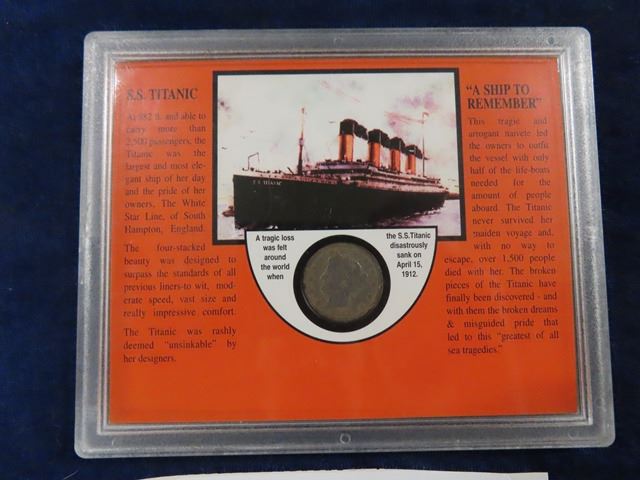 S.S. TITANIC
At 882 ft. and able to
carry more than
2,500 passengers, the
Titanic was the
largest and most ele-
gant ship of her day
and the pride of her
owners, The White
Star Line, of South
Hampton, England.
The four-stacked
beauty was designed to
surpass the standards of all
previous liners-to wit, mod-
erate speed, vast size and
really impressive comfort.
The Titanic was rashly
deemed "unsinkable" by
her designers.
S.S. TITANIC
A tragic loss
was felt
around
the world
when
the S.S.Titanic
disastrously
sank on
April 15,
1912.
"A SHIP TO
REMEMBER"
This tragic and
arrogant naivete led
the owners to outfit
the vessel with only
half of the life-boats
needed for the
amount of people
aboard. The Titanic
never survived her
maiden voyage and,
with no way to
escape, over 1,500 people
died with her. The broken
pieces of the Titanic have
finally been discovered - and
with them the broken dreams
& misguided pride that
led to this "greatest of all
sea tragedies."